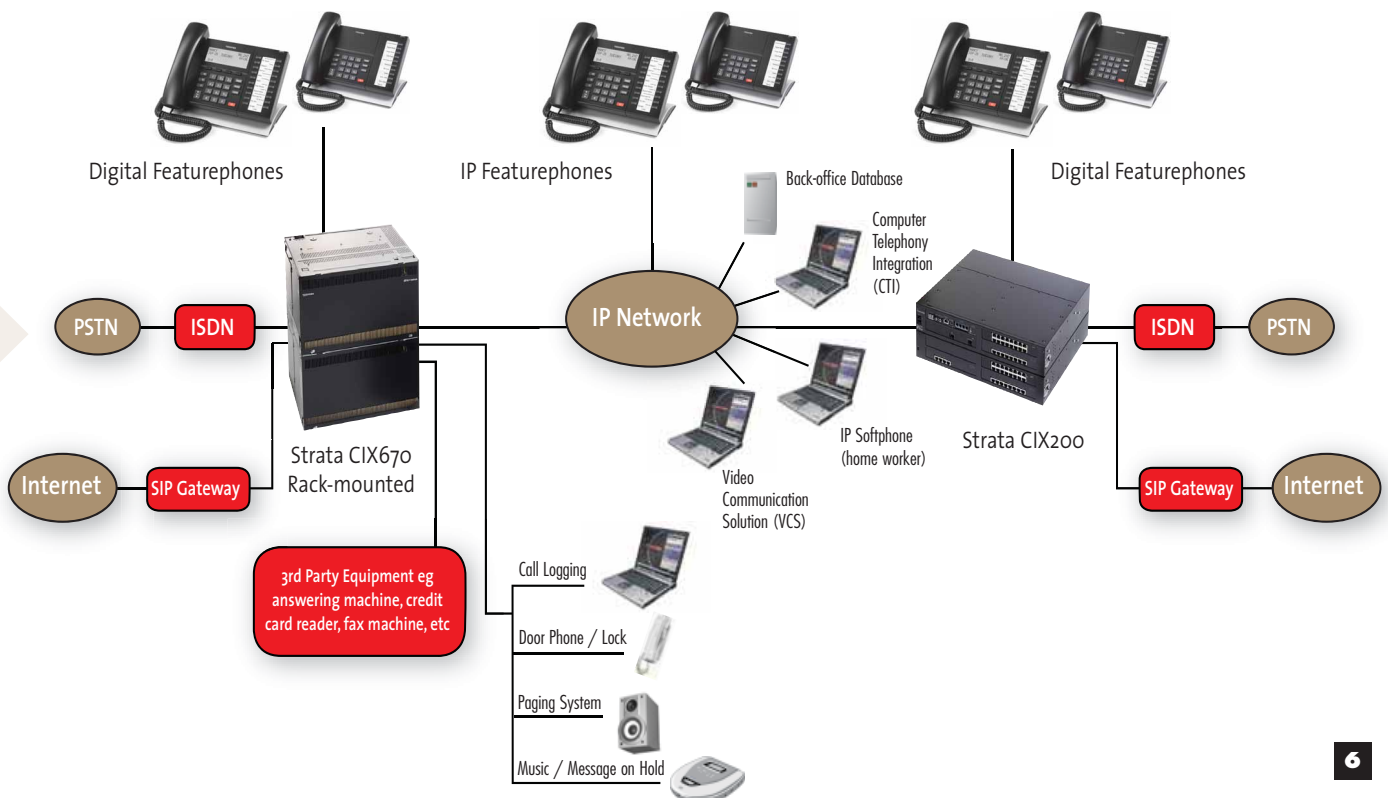 Digital Featurephones
IP Featurephones
Digital Featurephones
Back-office Database
Computer
Telephony
Integration
(CTI)
PSTN
ISDN
IP Network
ISDN
PSTN
Strata CIX670
Rack-mounted
IP Softphone
(home worker)
Strata CIX200
Video
Communication
Solution (VCS)
Internet
SIP Gateway
SIP Gateway
Internet
3rd Party Equipment eg
answering machine, credit
card reader, fax machine, etc
Call Logging
Door Phone / Lock
Paging System
Music / Message on Hold
6